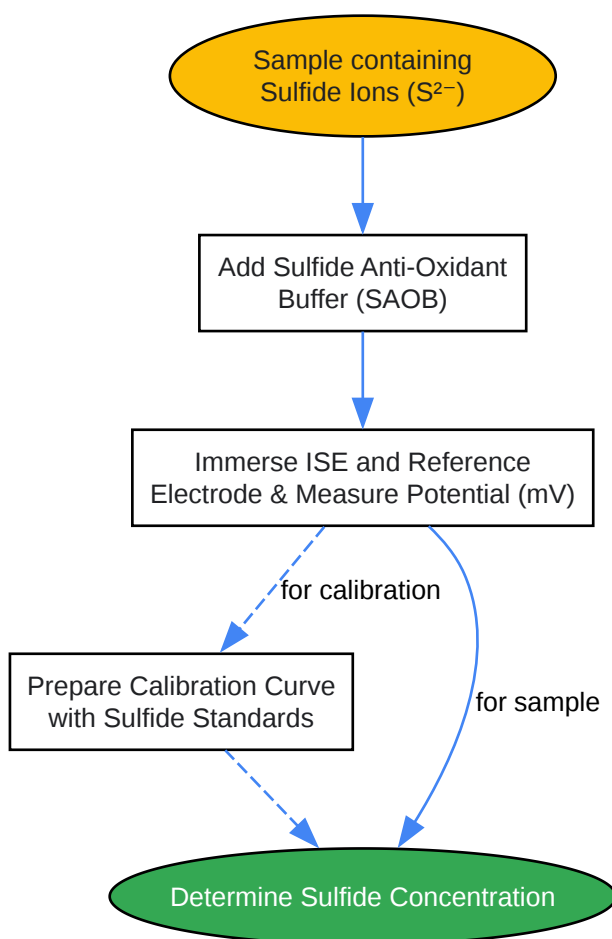 Sample containing
Sulfide Ions (S²⁻)
Add Sulfide Anti-Oxidant
Buffer (SAOB)
Immerse ISE and Reference
Electrode & Measure Potential (mV)
for calibration
Prepare Calibration Curve
with Sulfide Standards
for sample
Determine Sulfide Concentration